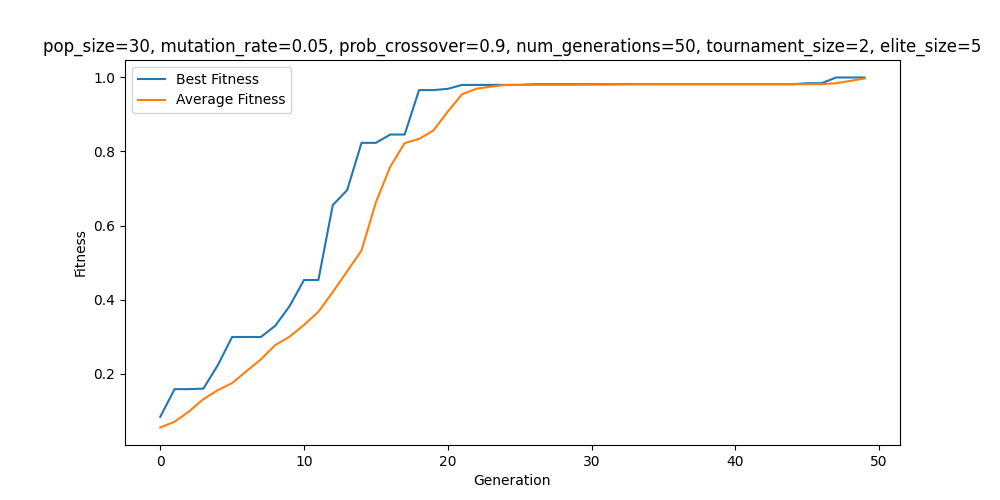 pop_size=30, mutation_rate=0.05, prob_crossover=0.9, num_generations=50, tournament_size=2, elite_size=5
1.0
Best Fitness
Average Fitness
0.8
0.6
Fitness
0.4
0.2
0 10 20 30 40 50
Generation